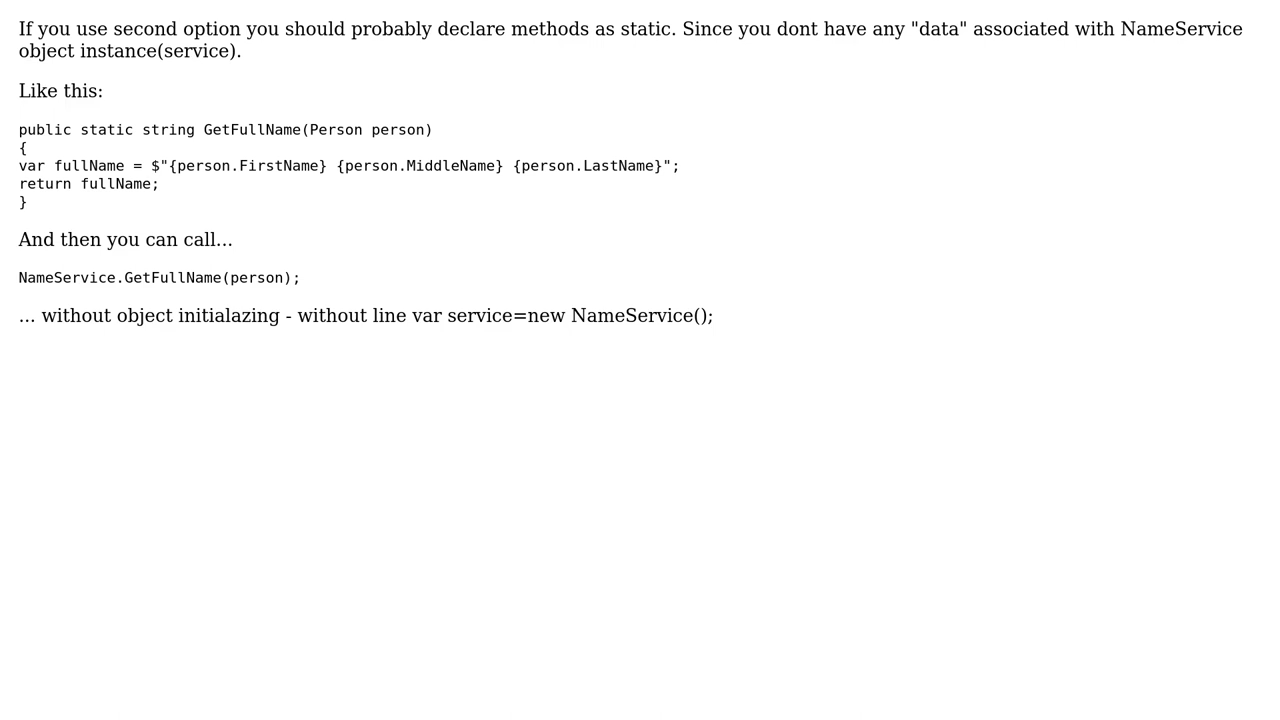 If you use second option you should probably declare methods as static. Since you dont have any "data" associated with NameService
object instance(service).
Like this:
public static string GetFullName(Person person)
{
var fullName = $"{person.FirstName} {person.MiddleName} {person.LastName}";
return fullName;
}
And then you can call...
NameService.GetFullName(person);
... without object initialazing - without line var service=new NameService();